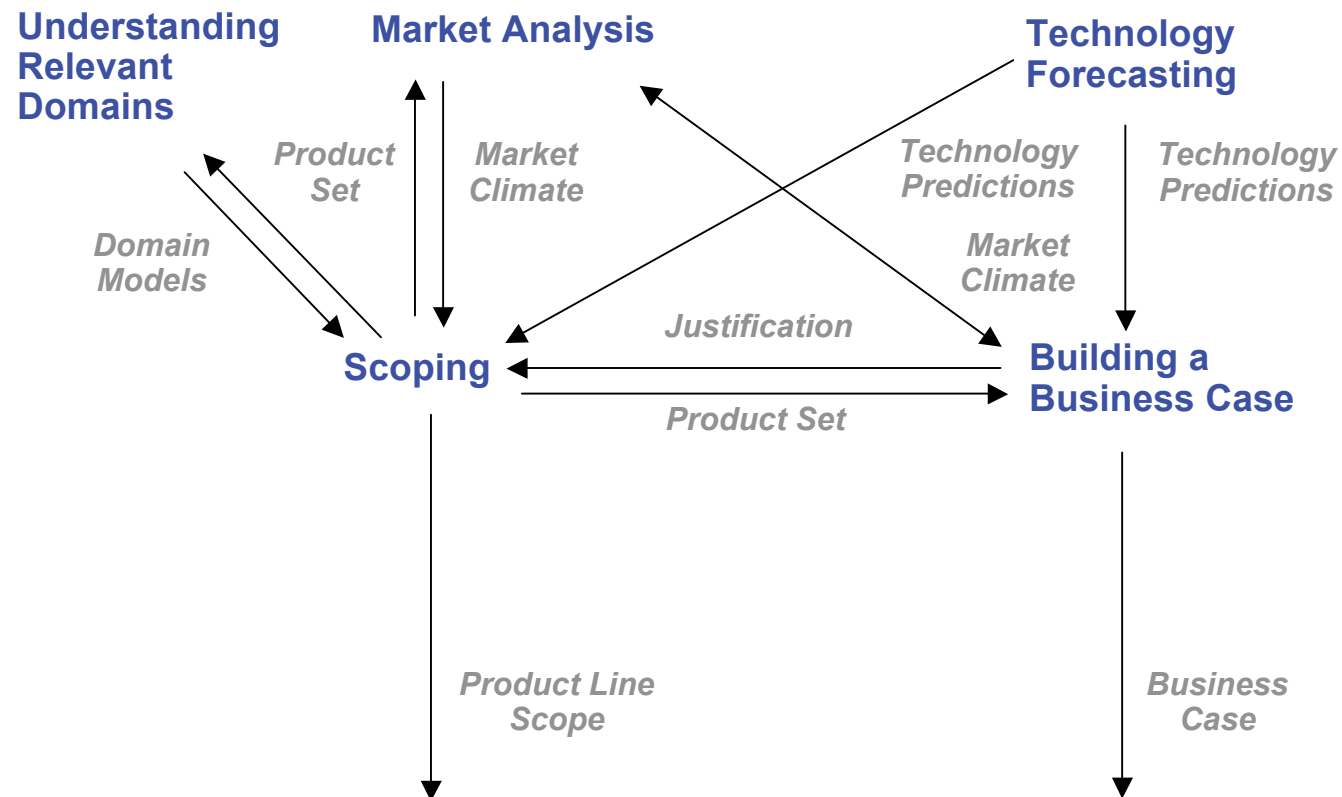 Understanding
Relevant
Domains
Market Analysis
Technology
Forecasting
Product
Set
Market
Climate
Technology
Predictions
Technology
Predictions
Domain
Models
Market
Climate
Justification
Scoping
Building a
Business Case
Product Set
Product Line
Scope
Business
Case